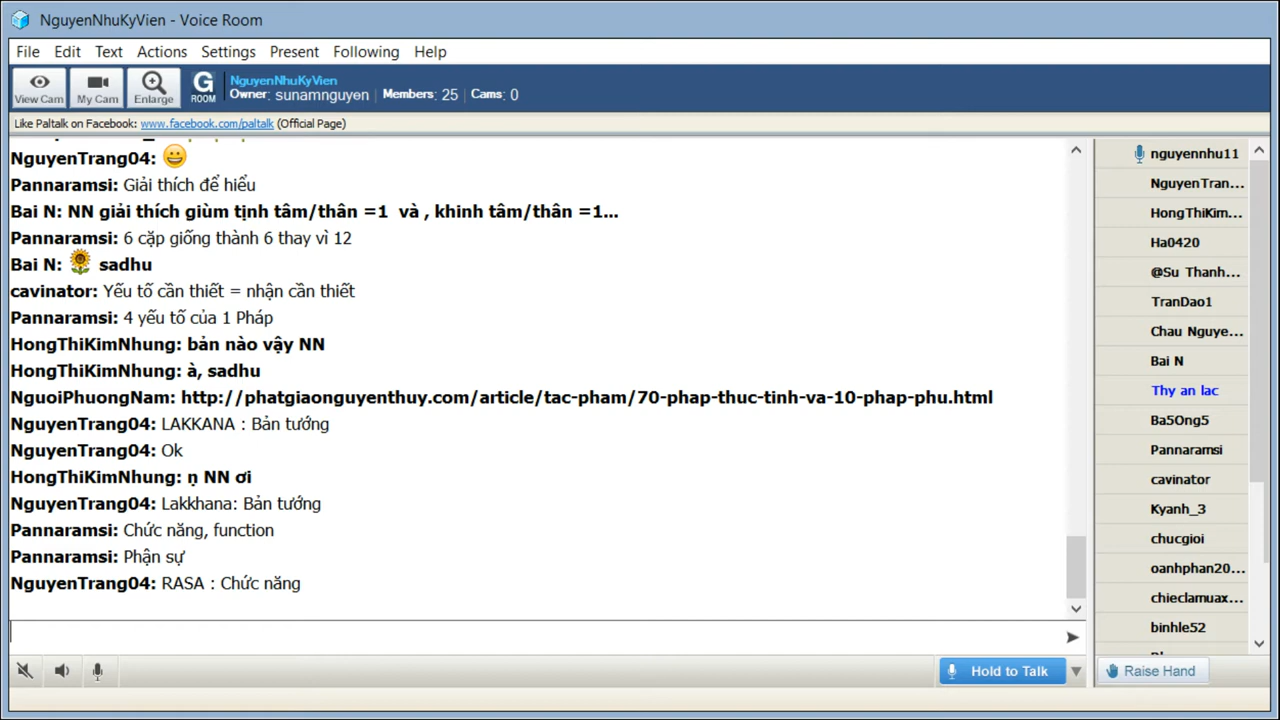 NguyenNhuKyVien - Voice Room
File Edit Text Actions Settings Present Following Help
View Cam
My Cam
Enlarge
G
ROOM
NguyenNhuKyVien
Owner: sunamnguyen | Members: 25 | Cams: 0
Like Paltalk on Facebook: www.facebook.com/paltalk (Official Page)
NguyenTrang04:
Pannaramsi: Giải thích để hiểu
Bai N: NN giải thích giùm tịnh tâm/thân =1 và , khinh tâm/thân =1...
Pannaramsi: 6 cặp giống thành 6 thay vì 12
Bai N: sadhu
cavinator: Yếu tố cần thiết = nhận cần thiết
Pannaramsi: 4 yếu tố của 1 Pháp
HongThiKimNhung: bản nào vậy NN
HongThiKimNhung: à, sadhu
NguoiPhuongNam: http://phatgiaonguyenthuy.com/article/tac-pham/70-phap-thuc-tinh-va-10-phap-phu.html
NguyenTrang04: LAKKANA : Bản tướng
NguyenTrang04: Ok
HongThiKimNhung: ṇ NN ơi
NguyenTrang04: Lakkhana: Bản tướng
Pannaramsi: Chức năng, function
Pannaramsi: Phận sự
NguyenTrang04: RASA : Chức năng
nguyennhu11
NguyenTran...
HongThiKim...
Ha0420
@Su Thanh...
TranDao1
Chau Nguye...
Bai N
Thy an lac
Ba5Ong5
Pannaramsi
cavinator
Kyanh_3
chucgioi
oanhphan20...
chieclamuax...
binhle52
Hold to Talk
Raise Hand